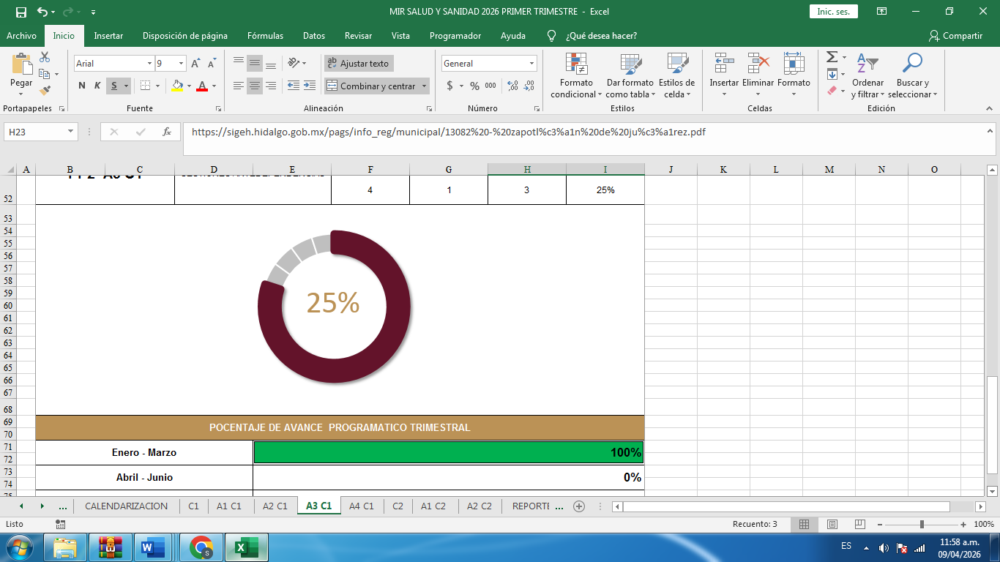 MIR SALUD Y SANIDAD 2026 PRIMER TRIMESTRE - Excel
Inic. ses.
Archivo Inicio Insertar Disposición de página Fórmulas Datos Revisar Vista Programador Ayuda ¿Qué desea hacer? Compartir
Pegar
Portapapeles
Arial 9
N K S
Fuente
Ajustar texto
Combinar y centrar
Alineación
General
$ % 000
Número
Formato condicional
Dar formato como tabla
Estilos de celda
Estilos
Insertar Eliminar Formato
Celdas
Ordenar y filtrar
Buscar y seleccionar
Edición
H23
fx
https://sigeh.hidalgo.gob.mx/pags/info_reg/municipal/13082%20-%20zapotl%c3%a1n%20de%20ju%c3%a1rez.pdf
A B C D E F G H I J K L M N O
52 4 1 3 25%
53
54
55
56
57
58
59
60
25%
61
62
63
64
65
66
67
68
69
POCENTAJE DE AVANCE  PROGRAMATICO TRIMESTRAL
70
71
Enero - Marzo 100%
72
73
Abril - Junio 0%
74
75
... CALENDARIZACION C1 A1 C1 A2 C1 A3 C1 A4 C1 C2 A1 C2 A2 C2 REPORTE ...
Listo Recuento: 3 100%
ES 11:58 a.m.
09/04/2026